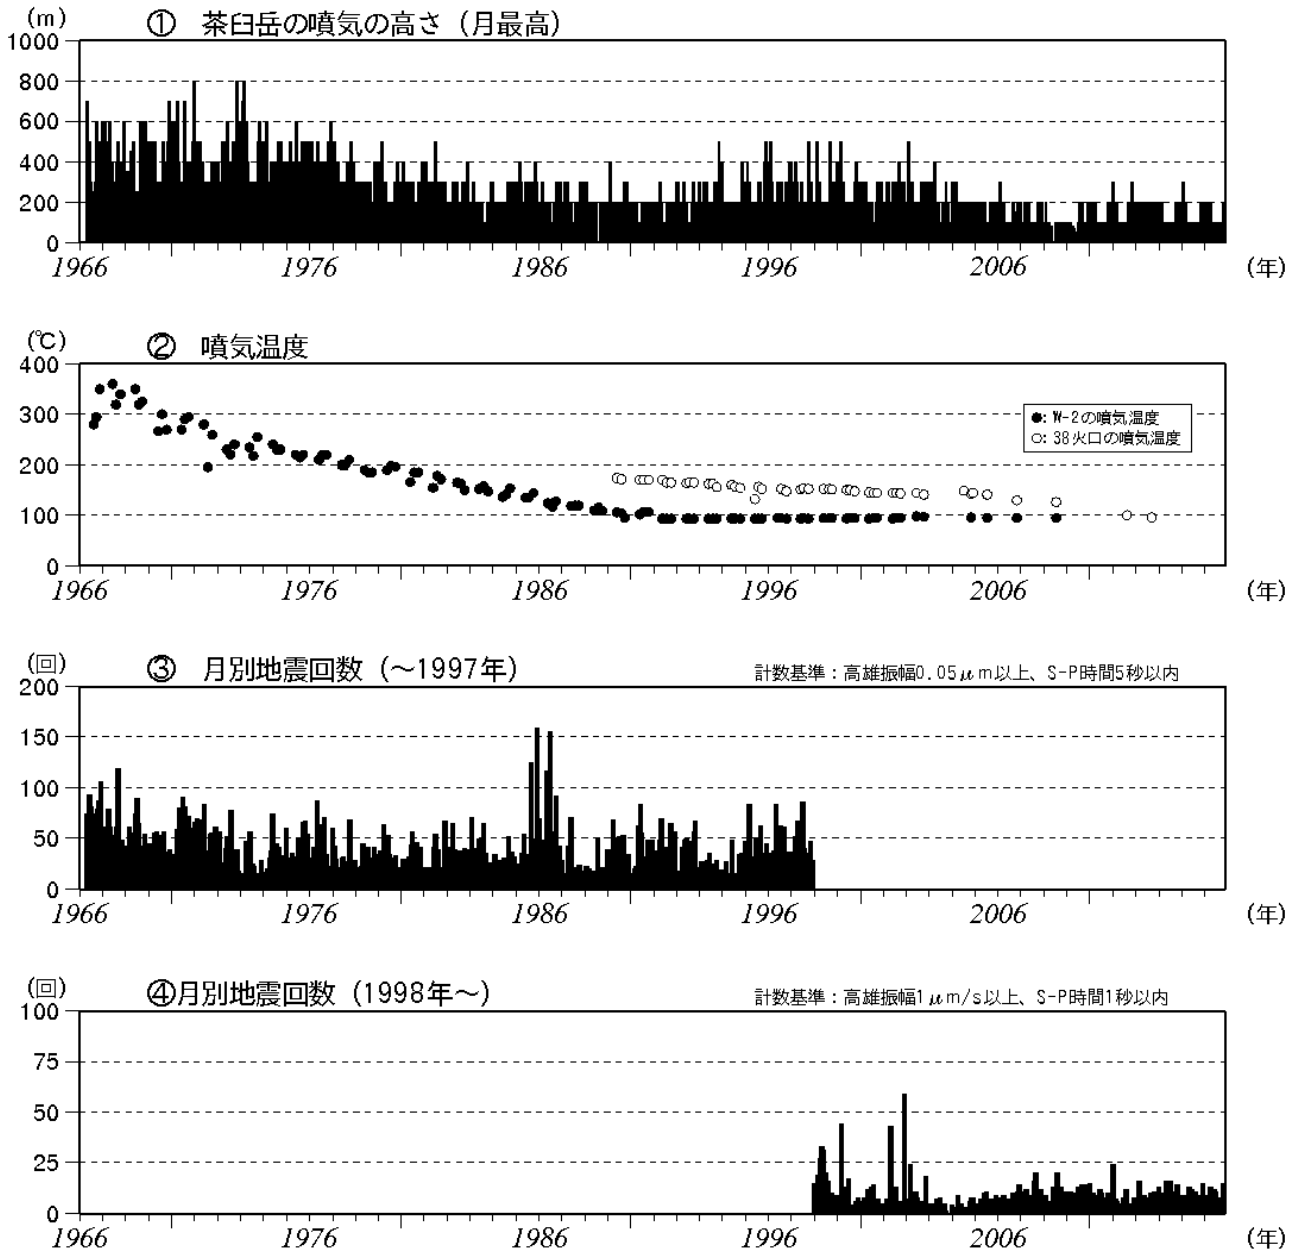 (m) ① 茶臼岳の噴気の高さ（月最高）
1000
800
600
400
200
0
1966 1976 1986 1996 2006 (年)
(℃) ② 噴気温度
400
300
200
100
0
●: W-2の噴気温度
○: 38火口の噴気温度
1966 1976 1986 1996 2006 (年)
(回) ③ 月別地震回数（～1997年） 計数基準：高雄振幅0.05μm以上、S-P時間5秒以内
200
150
100
50
0
1966 1976 1986 1996 2006 (年)
(回) ④月別地震回数（1998年～） 計数基準：高雄振幅1μm/s以上、S-P時間1秒以内
100
75
50
25
0
1966 1976 1986 1996 2006 (年)